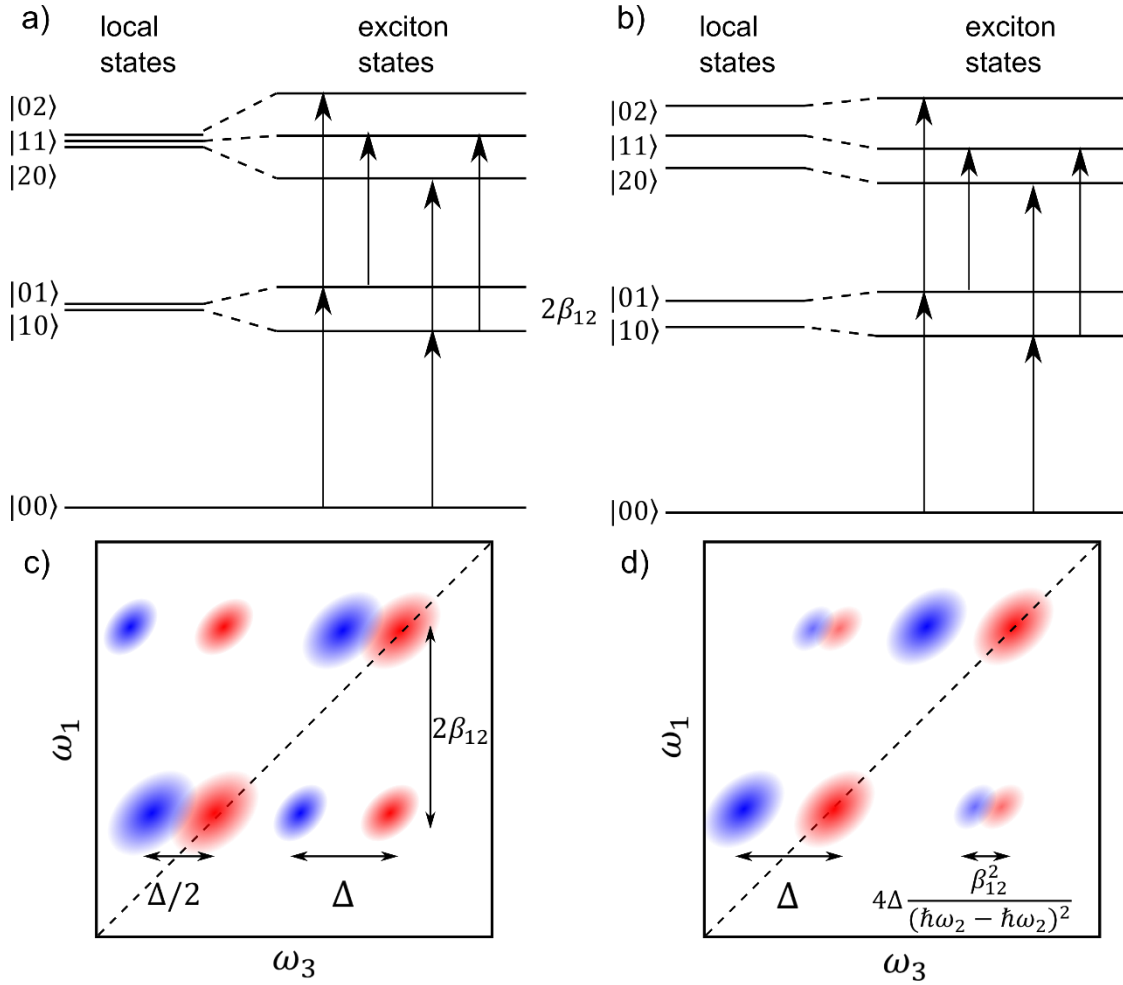 a)
local states
exciton states
|02⟩
|11⟩
|20⟩
|01⟩
|10⟩
2β₁₂
|00⟩
b)
local states
exciton states
|02⟩
|11⟩
|20⟩
|01⟩
|10⟩
|00⟩
c)
ω₁
2β₁₂
Δ/2
Δ
ω₃
d)
ω₁
Δ
4Δ β₁₂² / (ħω₂ − ħω₂)²
ω₃